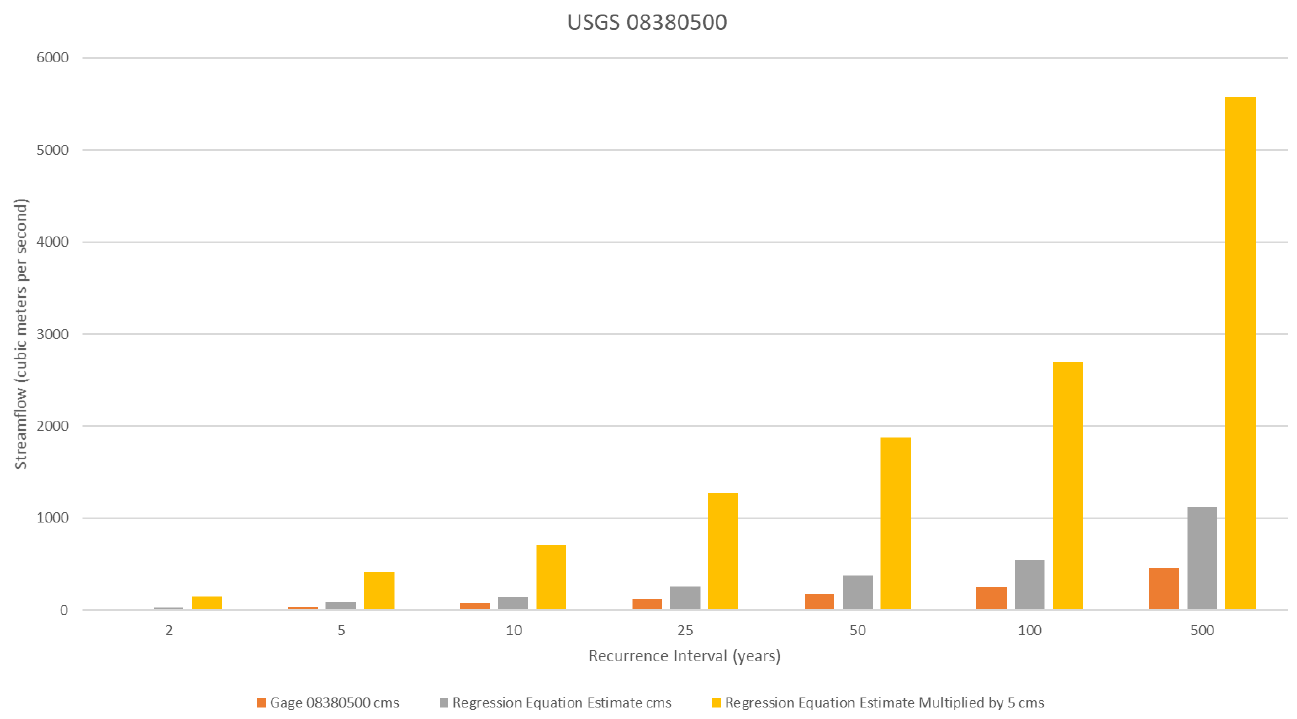 USGS 08380500
6000
5000
4000
3000
2000
1000
0
Streamflow (cubic meters per second)
2 5 10 25 50 100 500
Recurrence Interval (years)
Gage 08380500 cms Regression Equation Estimate cms Regression Equation Estimate Multiplied by 5 cms